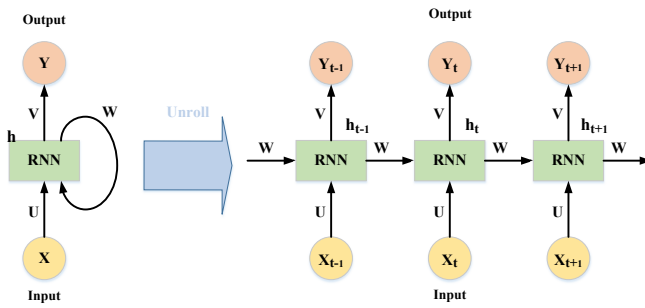 Output
Output
Y
Y_{t-1}
Y_t
Y_{t+1}
V
W
Unroll
V
V
V
h
h_{t-1}
h_t
h_{t+1}
RNN
W
RNN
W
RNN
W
RNN
W
U
U
U
U
X
X_{t-1}
X_t
X_{t+1}
Input
Input